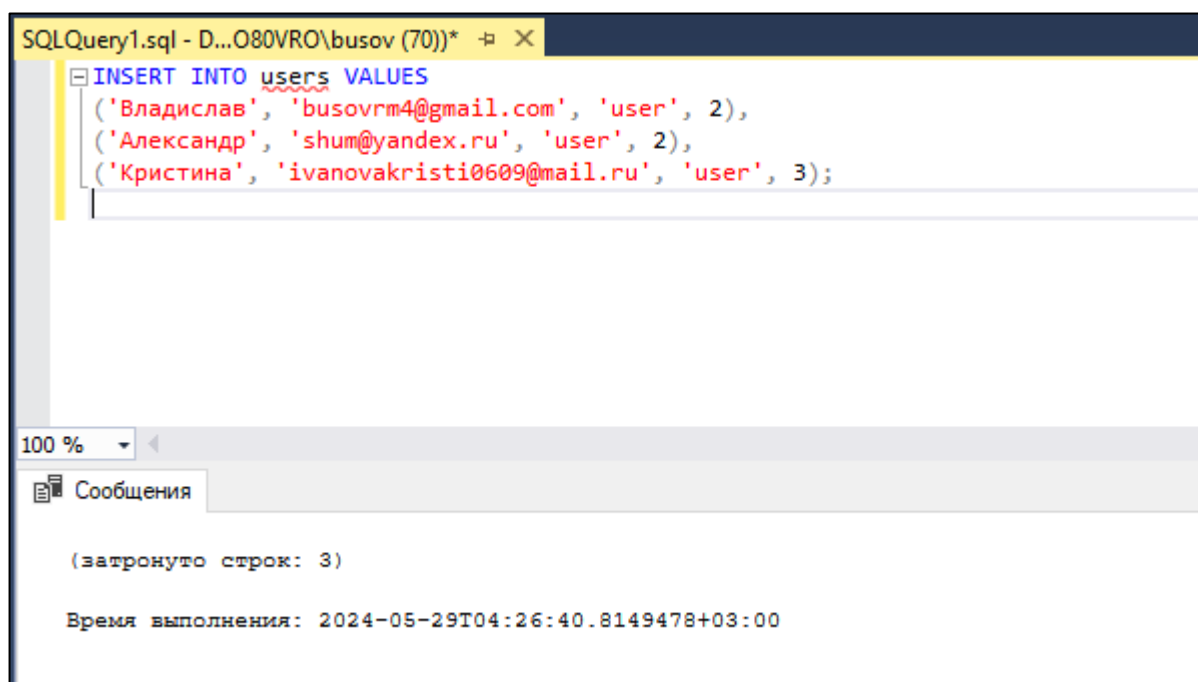 SQLQuery1.sql - D...O80VRO\busov (70))*
INSERT INTO users VALUES
('Владислав', 'busovrm4@gmail.com', 'user', 2),
('Александр', 'shum@yandex.ru', 'user', 2),
('Кристина', 'ivanovakristi0609@mail.ru', 'user', 3);
100 %
Сообщения
(затронуто строк: 3)
Время выполнения: 2024-05-29T04:26:40.8149478+03:00